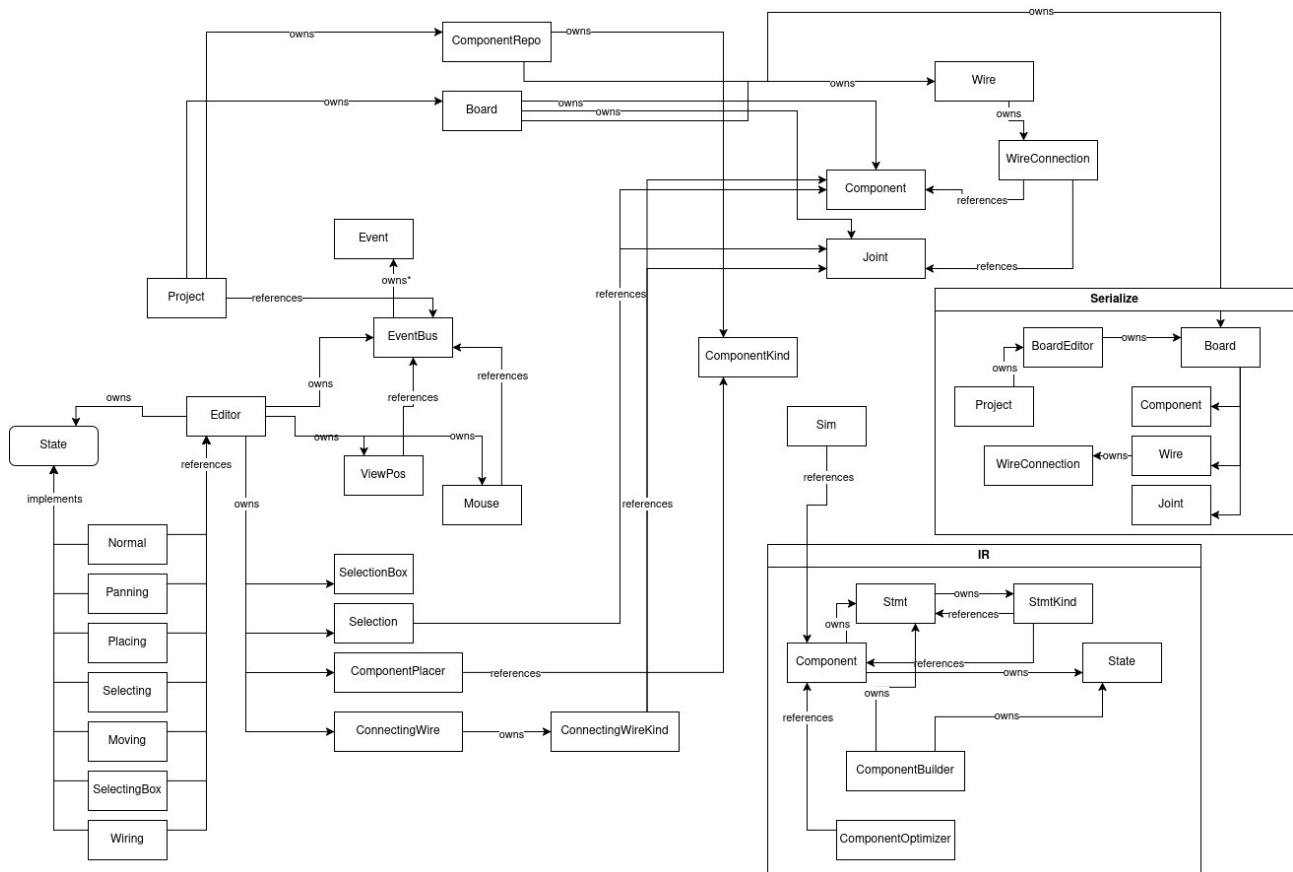 owns
owns
ComponentRepo
owns
owns
Wire
owns
Board
owns
owns
owns
WireConnection
Component
references
Event
Joint
refences
owns*
Project
references
references
Serialize
EventBus
BoardEditor
owns
Board
ComponentKind
owns
references
owns
references
Project
Component
owns
Editor
Sim
State
owns
owns
references
ViewPos
WireConnection
owns
Wire
Mouse
implements
owns
references
references
Joint
Normal
IR
SelectionBox
Panning
Stmt
owns
StmtKind
references
Selection
owns
Placing
Component
references
State
ComponentPlacer
references
owns
owns
Selecting
references
owns
ConnectingWire
owns
ConnectingWireKind
Moving
ComponentBuilder
SelectingBox
Wiring
ComponentOptimizer